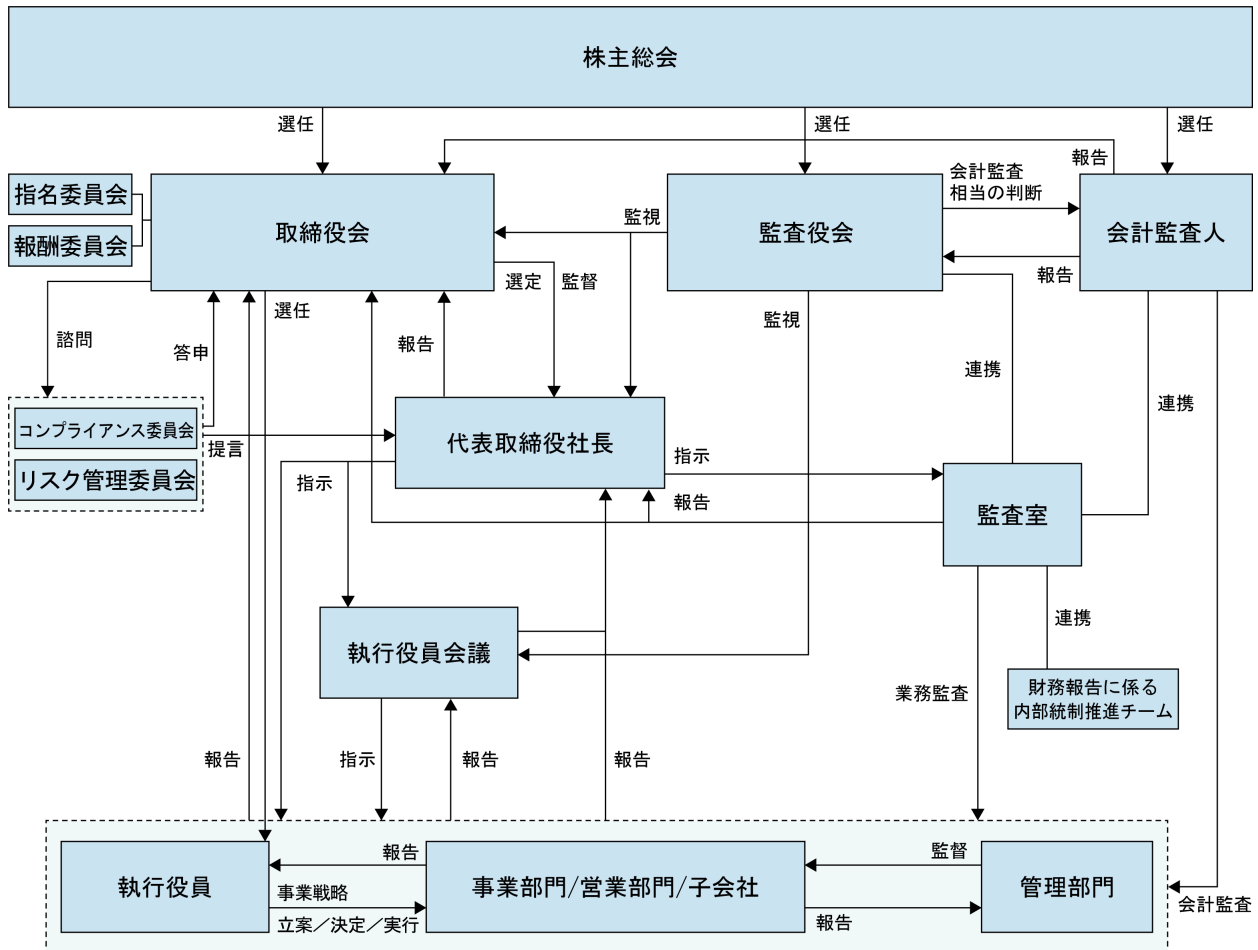 株主総会
選任
選任
選任
報告
指名委員会
報酬委員会
取締役会
監視
監査役会
会計監査
相当の判断
会計監査人
報告
選定
監督
諮問
答申
選任
報告
監視
連携
連携
コンプライアンス委員会
リスク管理委員会
提言
代表取締役社長
指示
指示
報告
監査室
執行役員会議
連携
財務報告に係る
内部統制推進チーム
業務監査
報告
指示
報告
報告
執行役員
報告
事業戦略
立案／決定／実行
事業部門/営業部門/子会社
監督
報告
管理部門
会計監査